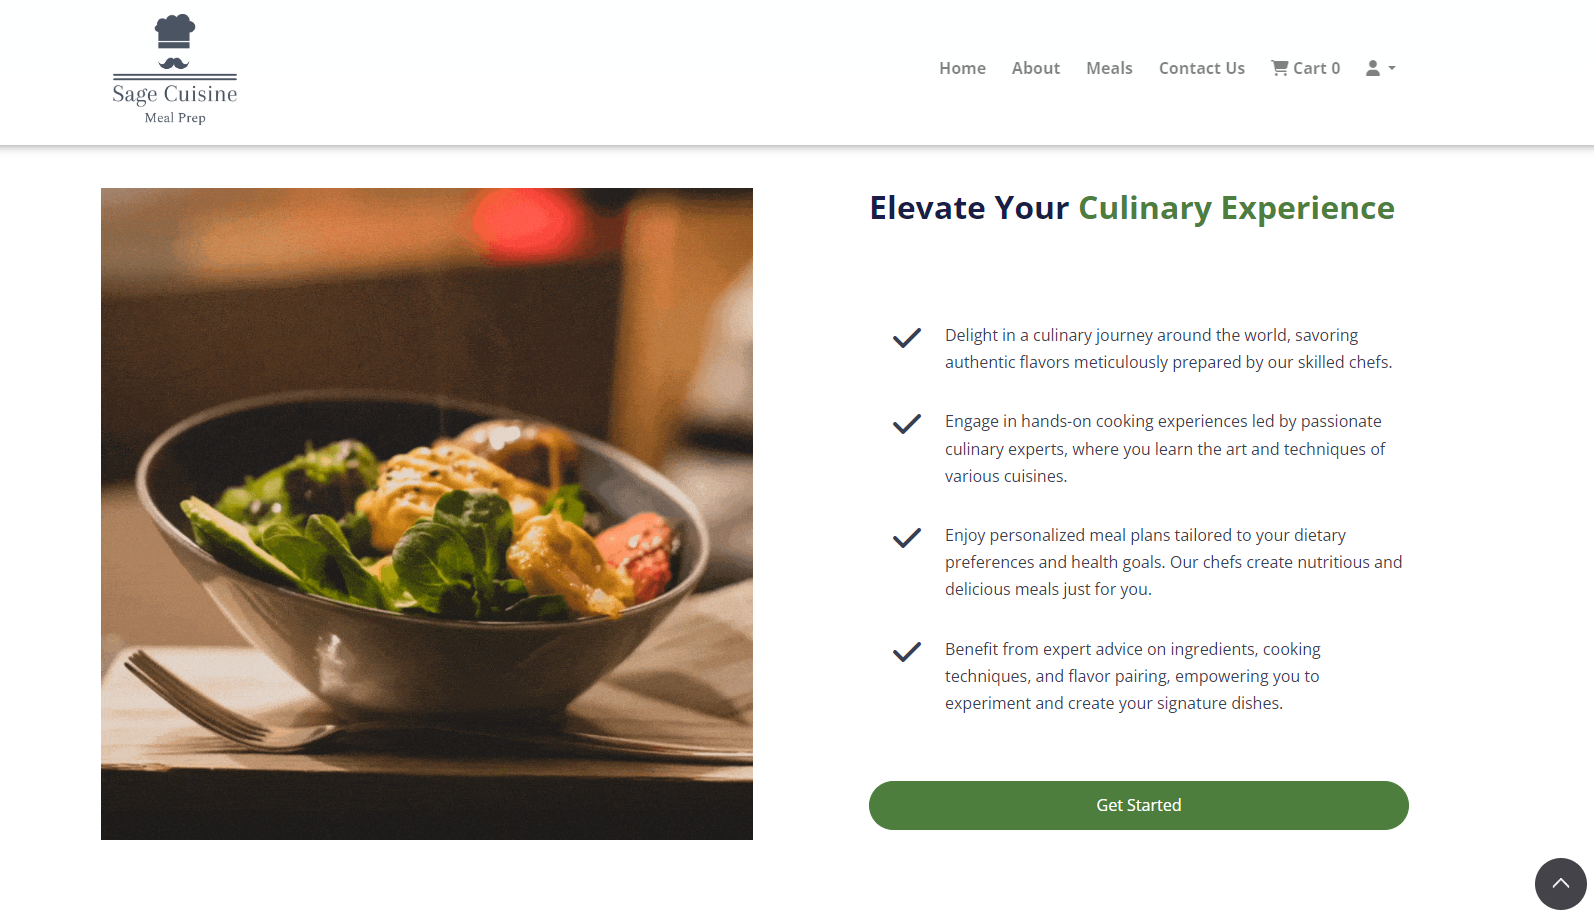 Sage Cuisine
Meal Prep
Home About Meals Contact Us Cart 0
Elevate Your Culinary Experience
Delight in a culinary journey around the world, savoring
authentic flavors meticulously prepared by our skilled chefs.
Engage in hands-on cooking experiences led by passionate
culinary experts, where you learn the art and techniques of
various cuisines.
Enjoy personalized meal plans tailored to your dietary
preferences and health goals. Our chefs create nutritious and
delicious meals just for you.
Benefit from expert advice on ingredients, cooking
techniques, and flavor pairing, empowering you to
experiment and create your signature dishes.
Get Started